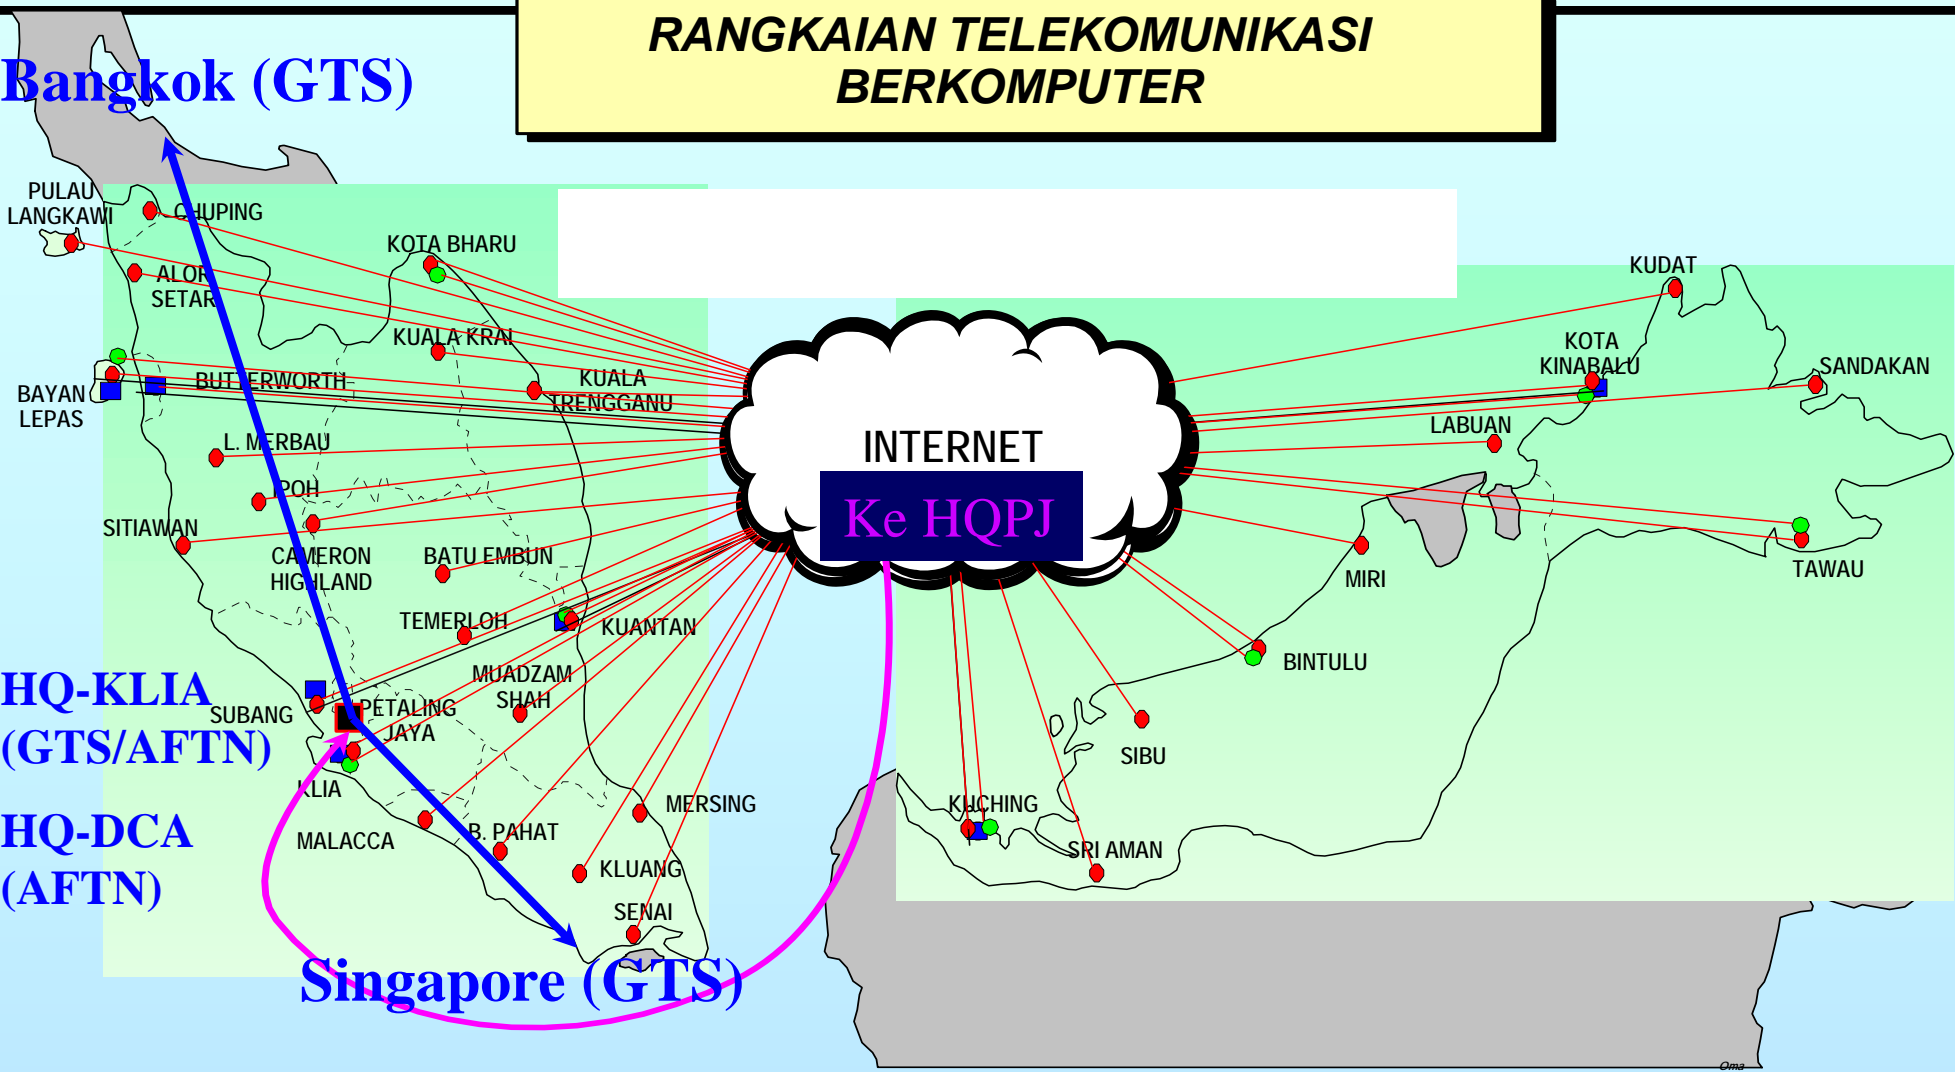 RANGKAIAN TELEKOMUNIKASI
BERKOMPUTER
Bangkok (GTS)
PULAU
LANGKAWI
CHUPING
ALOR
SETAR
KOTA BHARU
KUALA KRAI
BUTTERWORTH
BAYAN
LEPAS
KUALA
TRENGGANU
L. MERBAU
IPOH
SITIAWAN
CAMERON
HIGHLAND
BATU EMBUN
TEMERLOH
KUANTAN
MUADZAM
SHAH
HQ-KLIA
(GTS/AFTN)
SUBANG
PETALING
JAYA
KLIA
HQ-DCA
(AFTN)
MALACCA
B. PAHAT
MERSING
KLUANG
SENAI
Singapore (GTS)
INTERNET
Ke HQPJ
KUDAT
KOTA
KINABALU
SANDAKAN
LABUAN
MIRI
TAWAU
BINTULU
SIBU
KUCHING
SRI AMAN
Oma